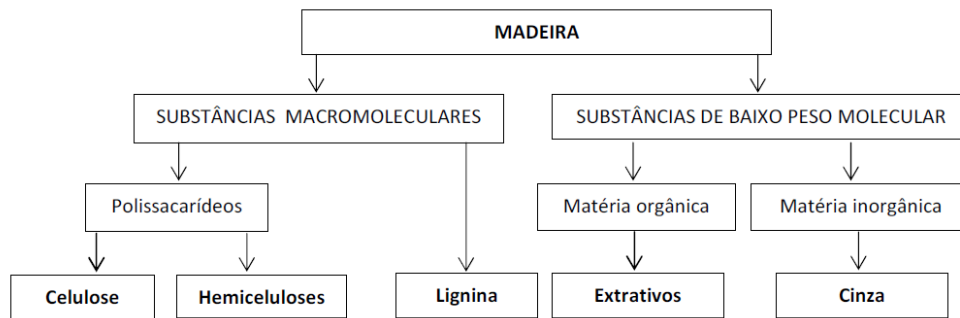 MADEIRA
SUBSTÂNCIAS MACROMOLECULARES
SUBSTÂNCIAS DE BAIXO PESO MOLECULAR
Polissacarídeos
Matéria orgânica
Matéria inorgânica
Celulose
Hemiceluloses
Lignina
Extrativos
Cinza